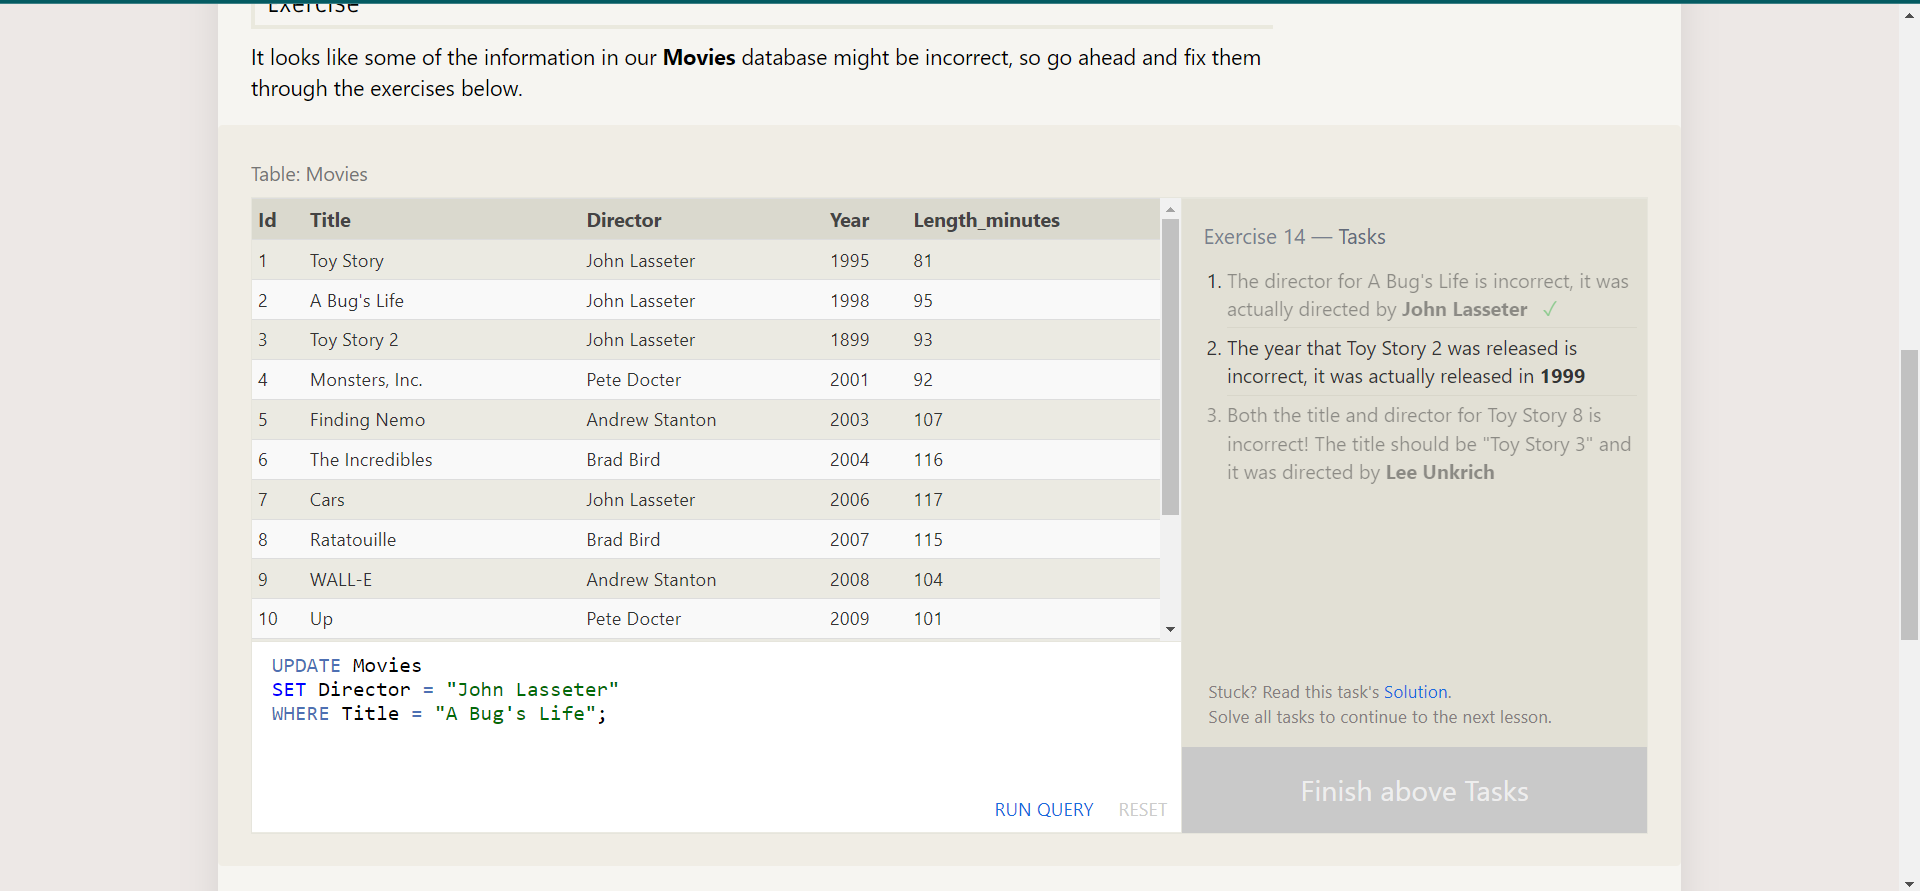 Exercise
It looks like some of the information in our Movies database might be incorrect, so go ahead and fix them
through the exercises below.
Table: Movies
Id Title Director Year Length_minutes
1 Toy Story John Lasseter 1995 81
2 A Bug's Life John Lasseter 1998 95
3 Toy Story 2 John Lasseter 1899 93
4 Monsters, Inc. Pete Docter 2001 92
5 Finding Nemo Andrew Stanton 2003 107
6 The Incredibles Brad Bird 2004 116
7 Cars John Lasseter 2006 117
8 Ratatouille Brad Bird 2007 115
9 WALL-E Andrew Stanton 2008 104
10 Up Pete Docter 2009 101
UPDATE Movies
SET Director = "John Lasseter"
WHERE Title = "A Bug's Life";
RUN QUERY RESET
Exercise 14 — Tasks
1. The director for A Bug's Life is incorrect, it was
actually directed by John Lasseter ✓
2. The year that Toy Story 2 was released is
incorrect, it was actually released in 1999
3. Both the title and director for Toy Story 8 is
incorrect! The title should be "Toy Story 3" and
it was directed by Lee Unkrich
Stuck? Read this task's Solution.
Solve all tasks to continue to the next lesson.
Finish above Tasks